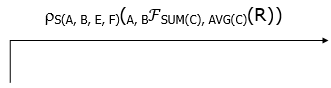 ρS(A, B, E, F)(A, BℱSUM(C), AVG(C)(R))